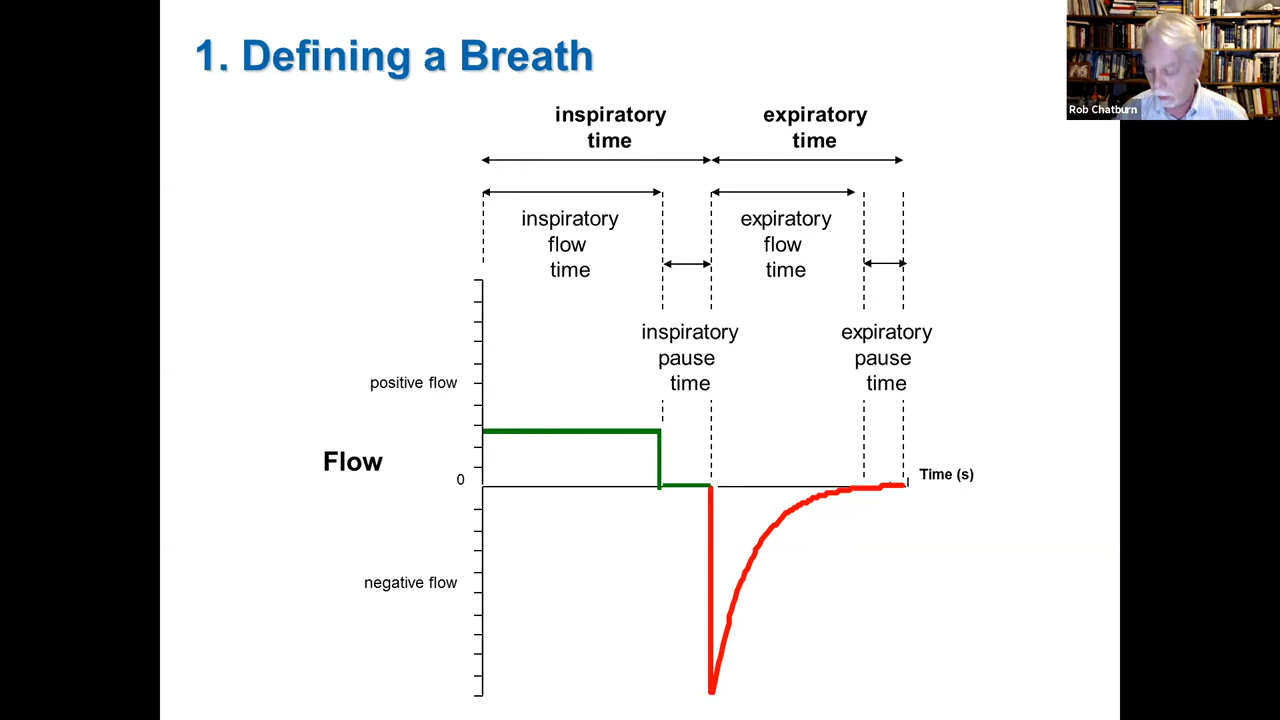 1. Defining a Breath
Rob Chatburn
inspiratory
time
expiratory
time
inspiratory
flow
time
expiratory
flow
time
inspiratory
pause
time
expiratory
pause
time
positive flow
Flow
0
Time (s)
negative flow